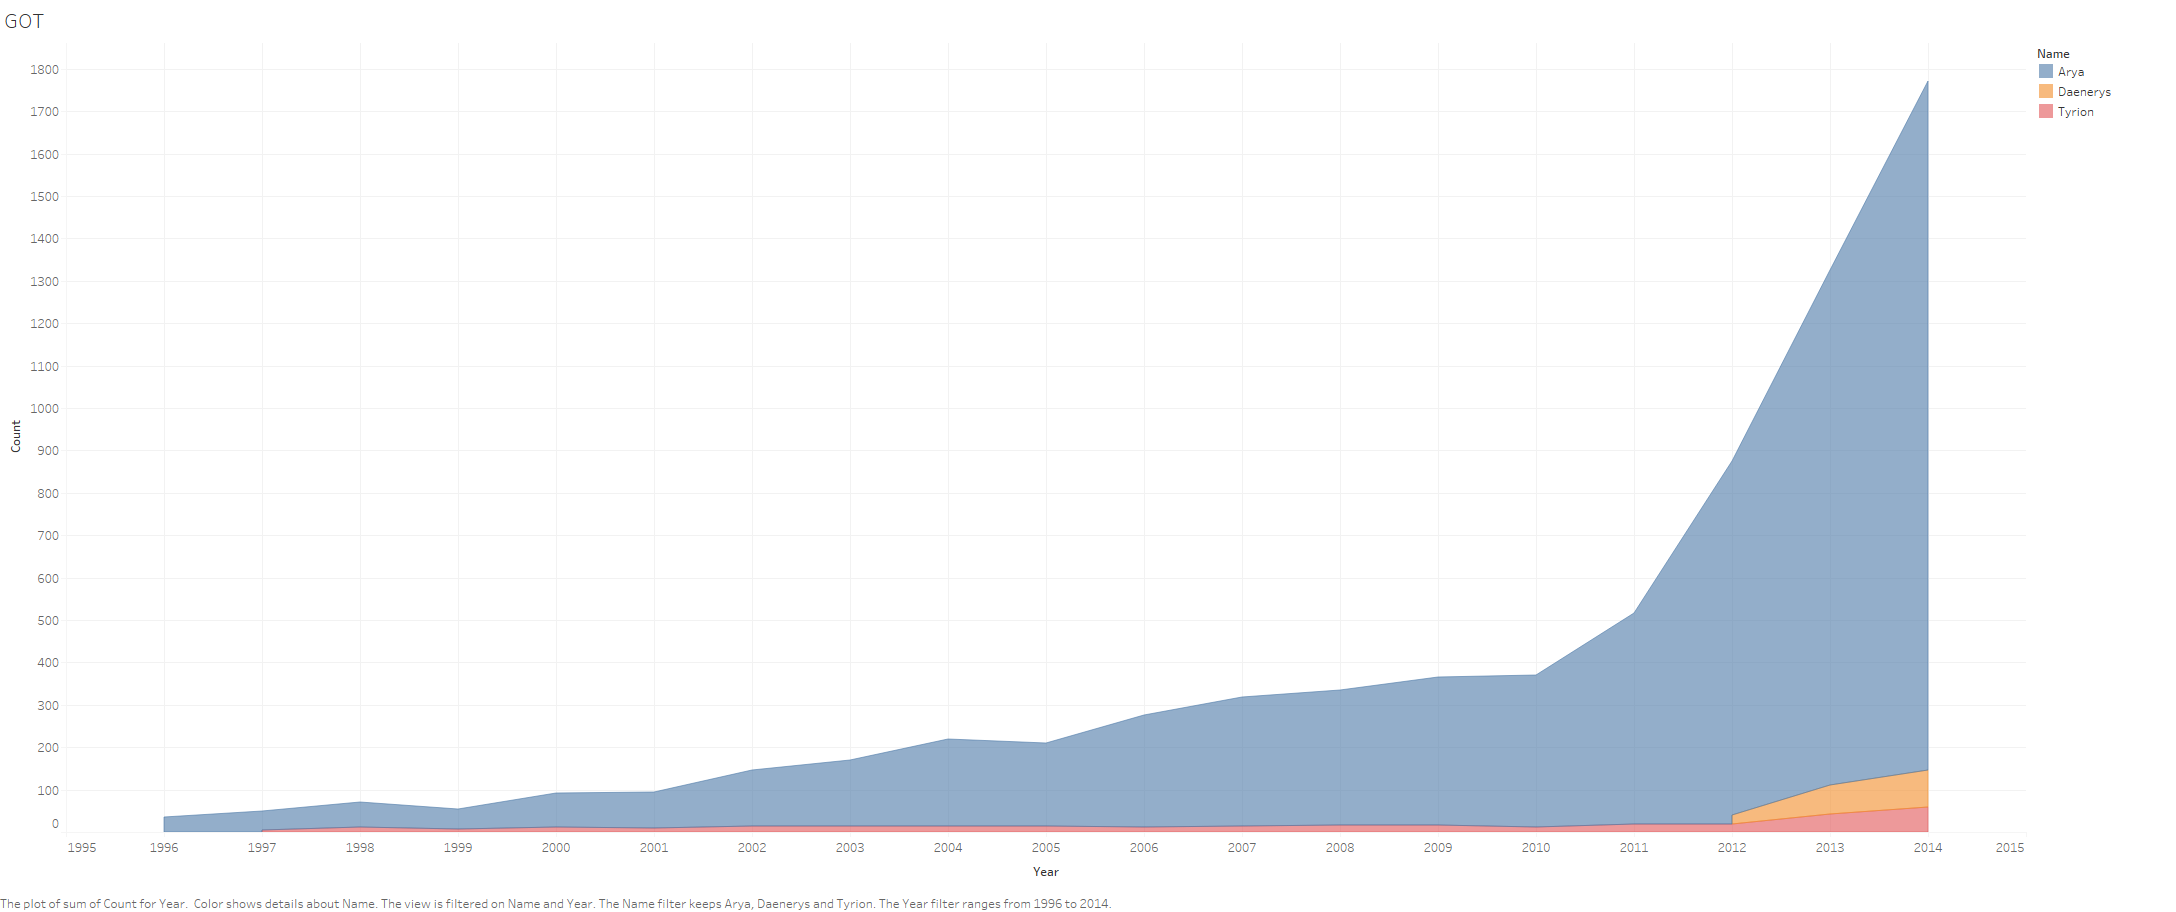 GOT
Name
Arya
Daenerys
Tyrion
1800
1700
1600
1500
1400
1300
1200
1100
1000
900
800
700
600
500
400
300
200
100
0
Count
1995 1996 1997 1998 1999 2000 2001 2002 2003 2004 2005 2006 2007 2008 2009 2010 2011 2012 2013 2014 2015
Year
The plot of sum of Count for Year. Color shows details about Name. The view is filtered on Name and Year. The Name filter keeps Arya, Daenerys and Tyrion. The Year filter ranges from 1996 to 2014.